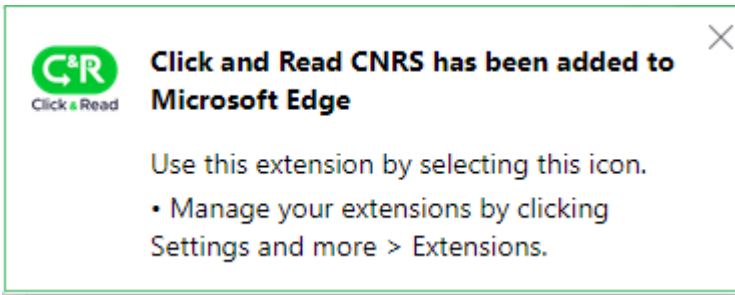 C&R
Click & Read
Click and Read CNRS has been added to
Microsoft Edge
Use this extension by selecting this icon.
• Manage your extensions by clicking
Settings and more > Extensions.